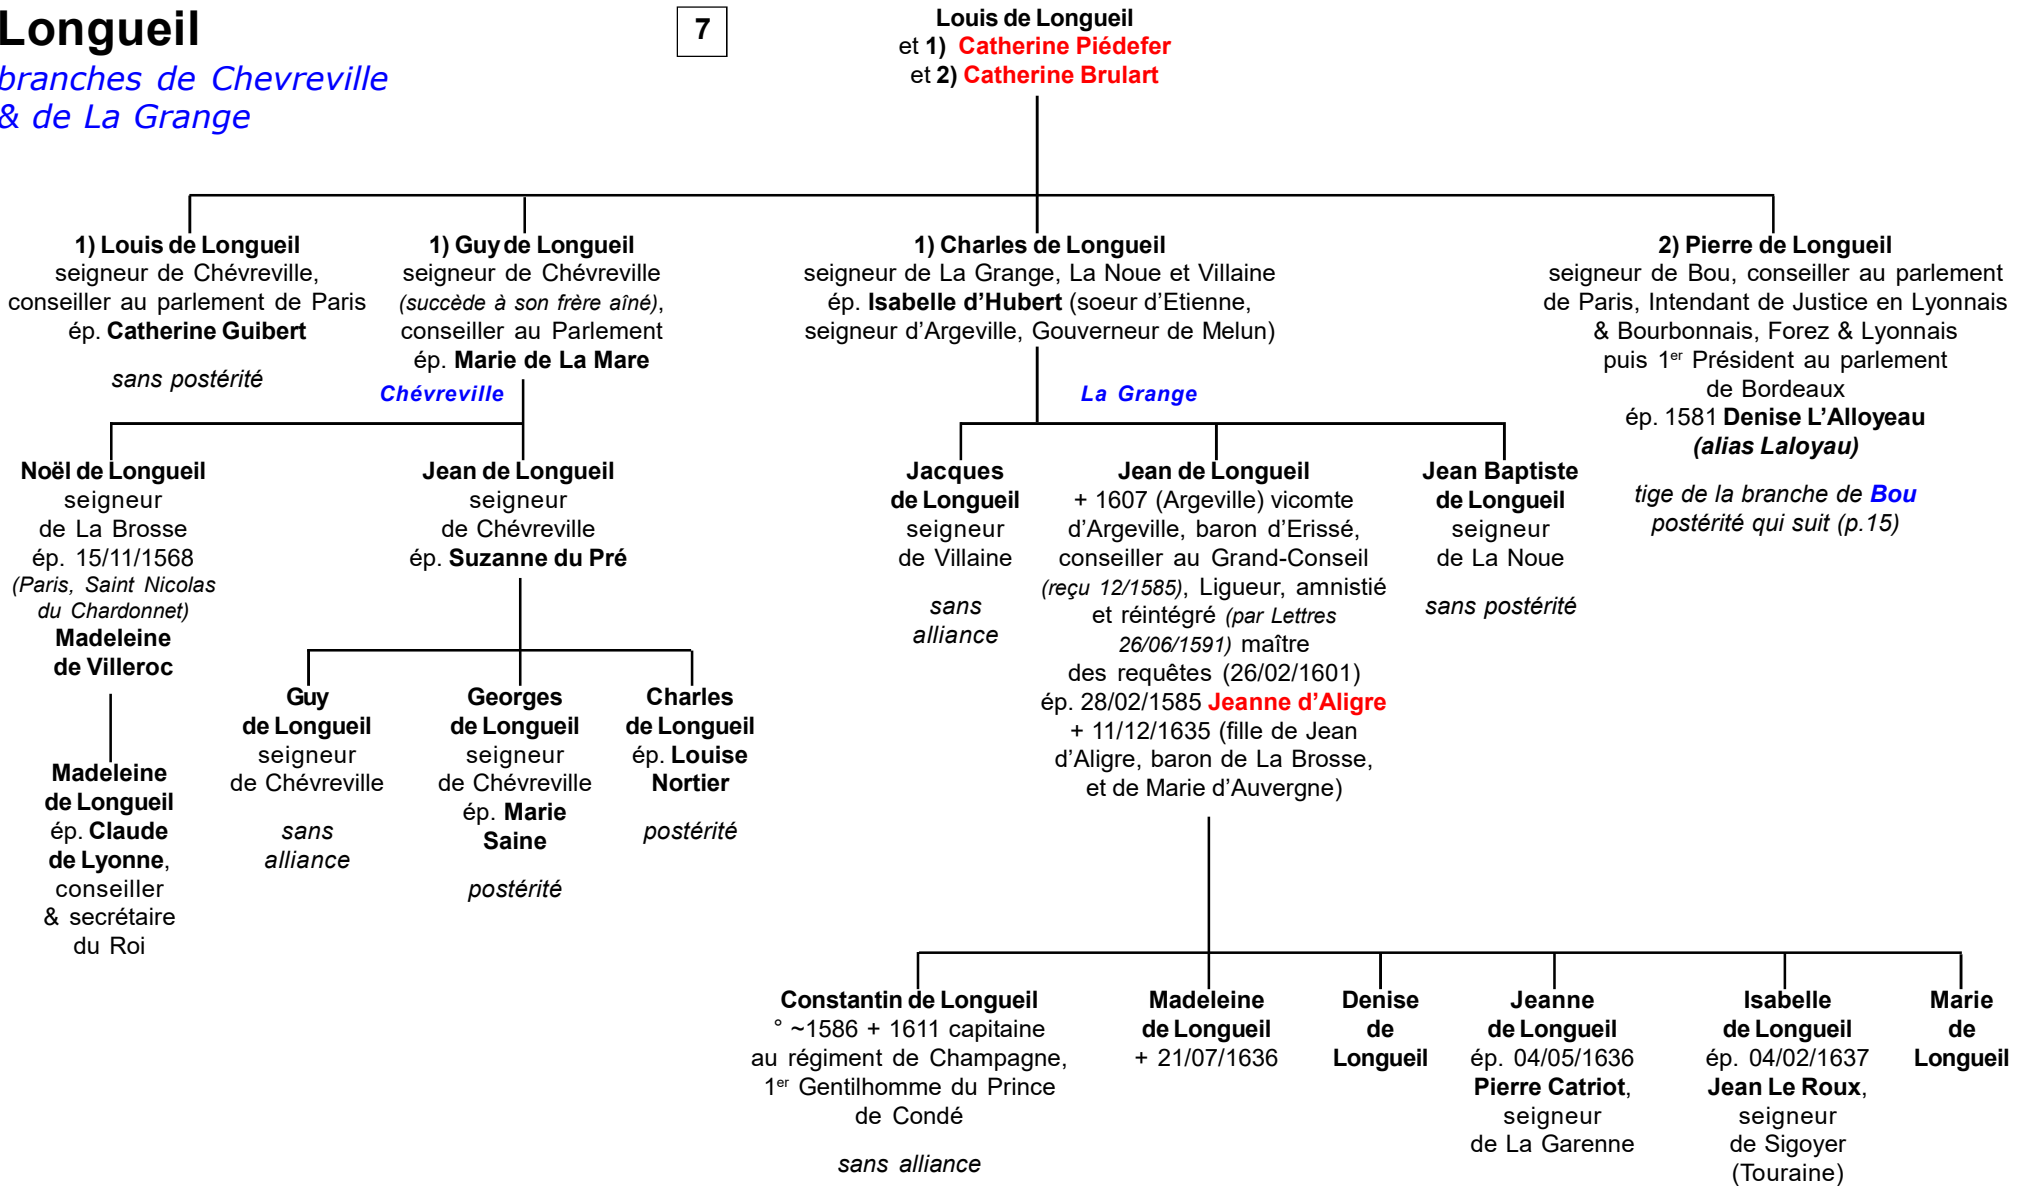 Longueil
branches de Chevreville
& de La Grange
7
Louis de Longueil
et 1) Catherine Piédefer
et 2) Catherine Brulart
1) Louis de Longueil
seigneur de Chévreville,
conseiller au parlement de Paris
ép. Catherine Guibert
sans postérité
1) Guy de Longueil
seigneur de Chévreville
(succède à son frère aîné),
conseiller au Parlement
ép. Marie de La Mare
1) Charles de Longueil
seigneur de La Grange, La Noue et Villaine
ép. Isabelle d'Hubert (soeur d'Etienne,
seigneur d'Argeville, Gouverneur de Melun)
2) Pierre de Longueil
seigneur de Bou, conseiller au parlement
de Paris, Intendant de Justice en Lyonnais
& Bourbonnais, Forez & Lyonnais
puis 1er Président au parlement
de Bordeaux
ép. 1581 Denise L'Alloyeau
(alias Laloyau)
tige de la branche de Bou
postérité qui suit (p.15)
Chévreville
La Grange
Noël de Longueil
seigneur
de La Brosse
ép. 15/11/1568
(Paris, Saint Nicolas
du Chardonnet)
Madeleine
de Villeroc
Jean de Longueil
seigneur
de Chévreville
ép. Suzanne du Pré
Jacques
de Longueil
seigneur
de Villaine
sans
alliance
Jean de Longueil
+ 1607 (Argeville) vicomte
d'Argeville, baron d'Erissé,
conseiller au Grand-Conseil
(reçu 12/1585), Ligueur, amnistié
et réintégré (par Lettres
26/06/1591) maître
des requêtes (26/02/1601)
ép. 28/02/1585 Jeanne d'Aligre
+ 11/12/1635 (fille de Jean
d'Aligre, baron de La Brosse,
et de Marie d'Auvergne)
Jean Baptiste
de Longueil
seigneur
de La Noue
sans postérité
Madeleine
de Longueil
ép. Claude
de Lyonne,
conseiller
& secrétaire
du Roi
Guy
de Longueil
seigneur
de Chévreville
sans
alliance
Georges
de Longueil
seigneur
de Chévreville
ép. Marie
Saine
postérité
Charles
de Longueil
ép. Louise
Nortier
postérité
Constantin de Longueil
° ~1586 + 1611 capitaine
au régiment de Champagne,
1er Gentilhomme du Prince
de Condé
sans alliance
Madeleine
de Longueil
+ 21/07/1636
Denise
de
Longueil
Jeanne
de Longueil
ép. 04/05/1636
Pierre Catriot,
seigneur
de La Garenne
Isabelle
de Longueil
ép. 04/02/1637
Jean Le Roux,
seigneur
de Sigoyer
(Touraine)
Marie
de
Longueil